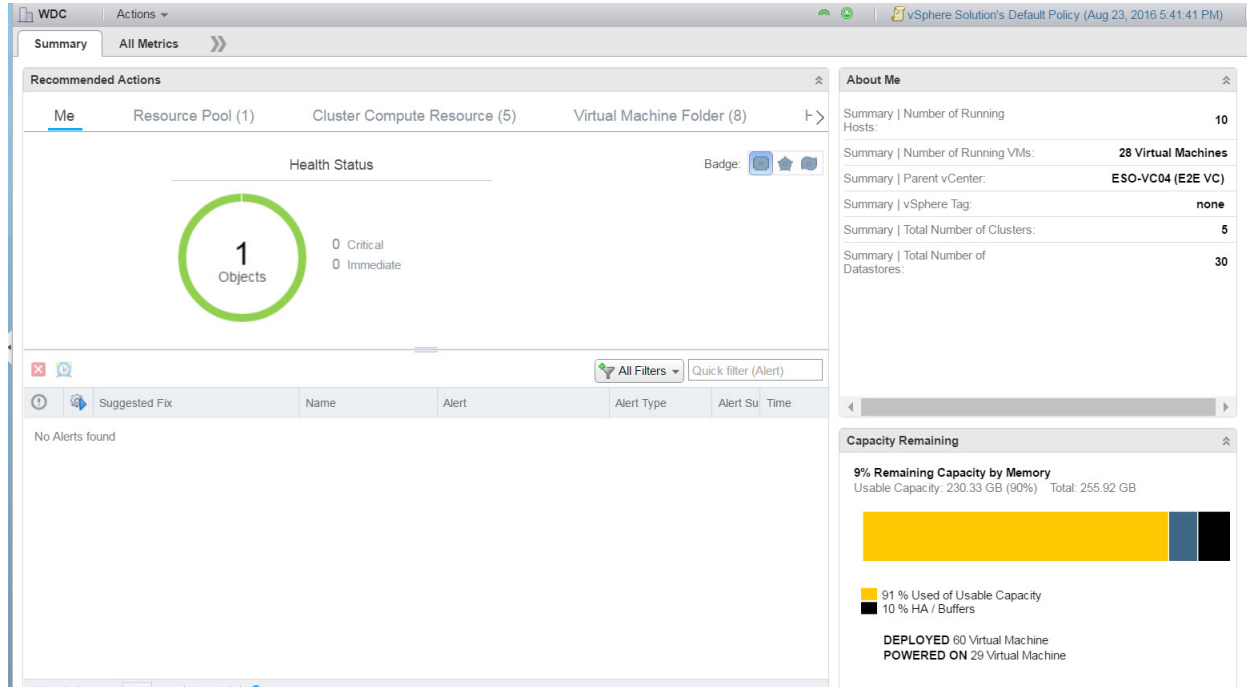 WDC Actions
vSphere Solution's Default Policy (Aug 23, 2016 5:41:41 PM)
Summary All Metrics
Recommended Actions
Me Resource Pool (1) Cluster Compute Resource (5) Virtual Machine Folder (8)
Health Status
Badge:
1
Objects
0 Critical
0 Immediate
All Filters Quick filter (Alert)
Suggested Fix Name Alert Alert Type Alert Su Time
No Alerts found
About Me
Summary | Number of Running
Hosts:
10
Summary | Number of Running VMs: 28 Virtual Machines
Summary | Parent vCenter: ESO-VC04 (E2E VC)
Summary | vSphere Tag: none
Summary | Total Number of Clusters: 5
Summary | Total Number of
Datastores:
30
Capacity Remaining
9% Remaining Capacity by Memory
Usable Capacity: 230.33 GB (90%) Total: 255.92 GB
91 % Used of Usable Capacity
10 % HA / Buffers
DEPLOYED 60 Virtual Machine
POWERED ON 29 Virtual Machine